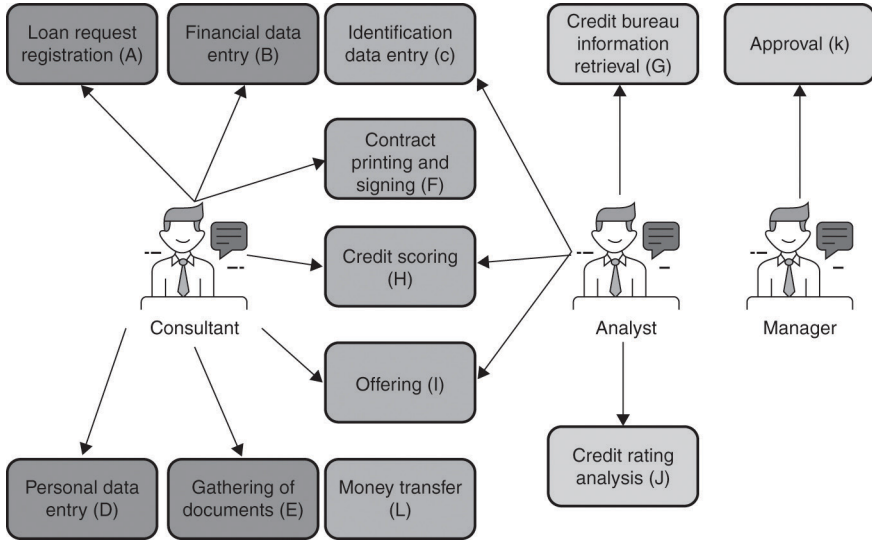 Loan request
registration (A)
Financial data
entry (B)
Identification
data entry (c)
Credit bureau
information
retrieval (G)
Approval (k)
Contract
printing and
signing (F)
Credit scoring
(H)
Consultant
Analyst
Manager
Offering (I)
Personal data
entry (D)
Gathering of
documents (E)
Money transfer
(L)
Credit rating
analysis (J)